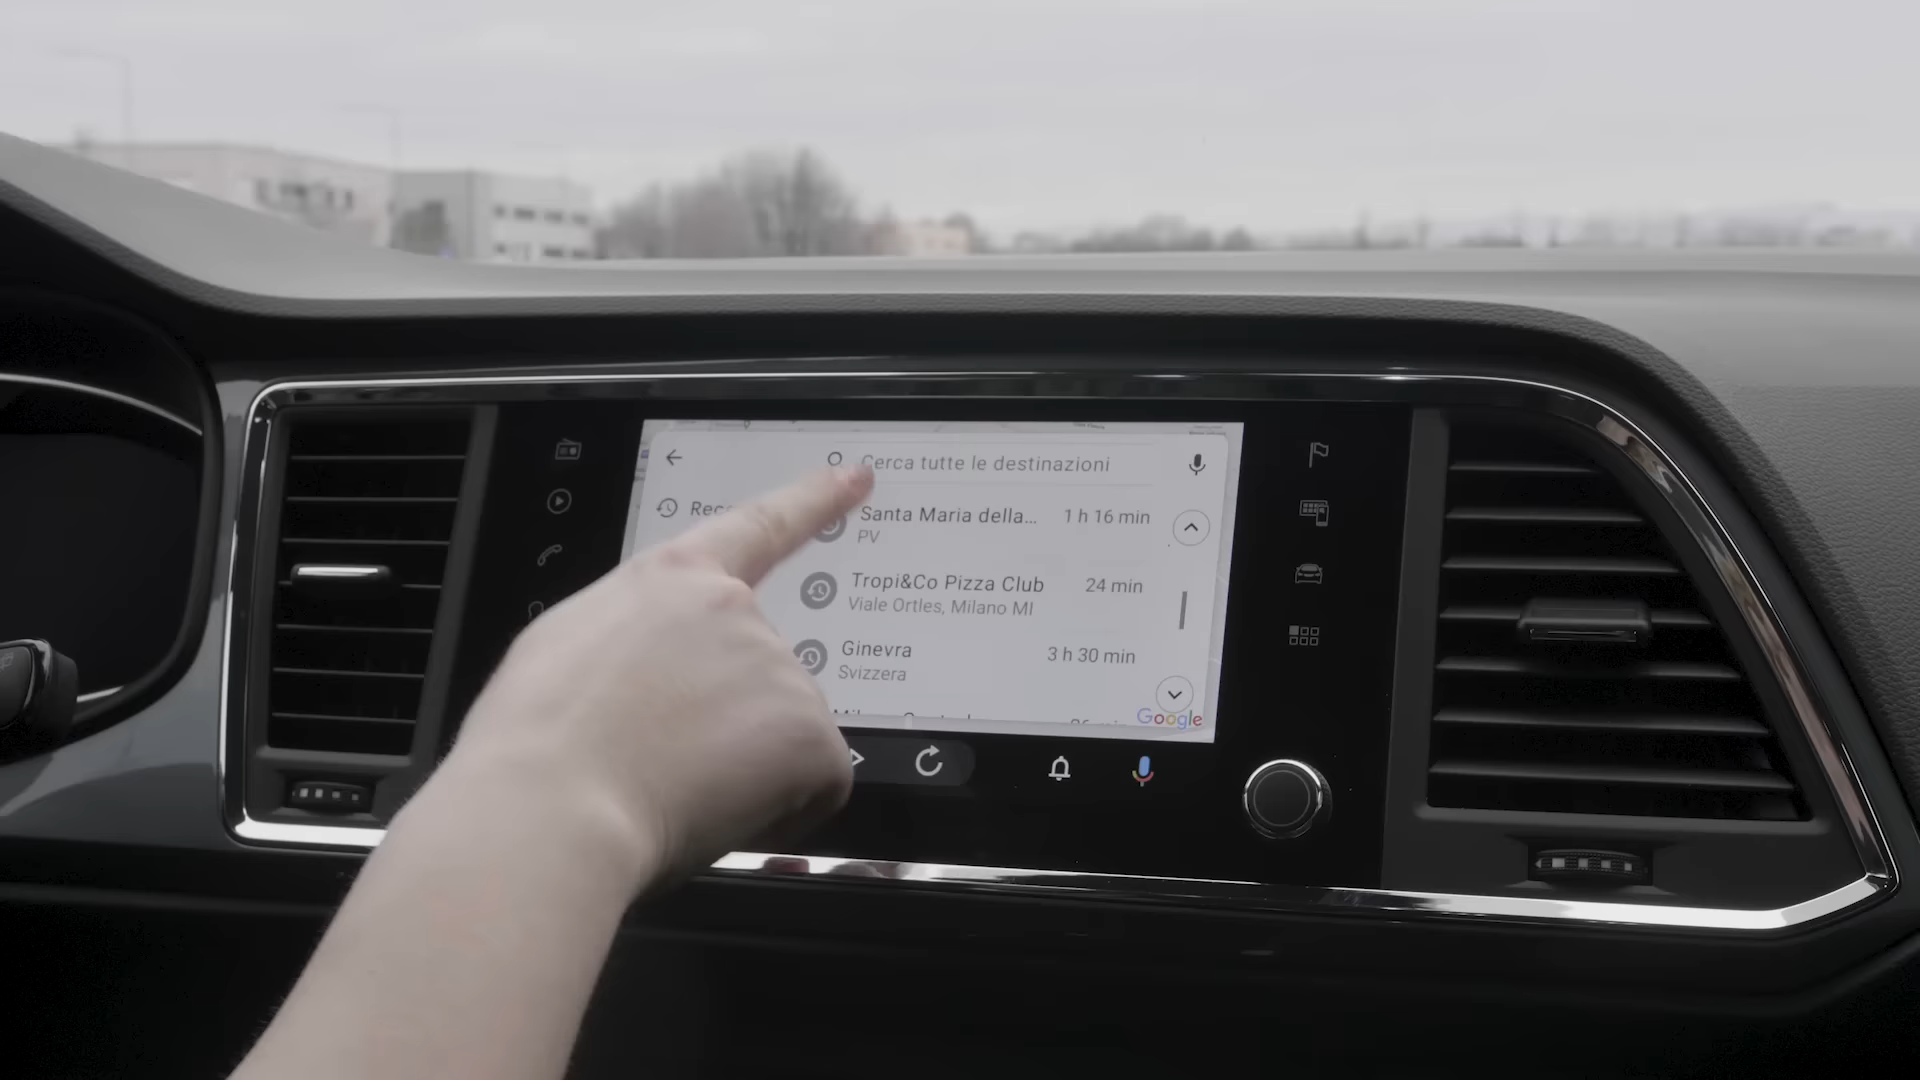 Cerca tutte le destinazioni
Santa Maria della... 1 h 16 min
PV
Tropi&Co Pizza Club 24 min
Viale Ortles, Milano MI
Ginevra 3 h 30 min
Svizzera
Google